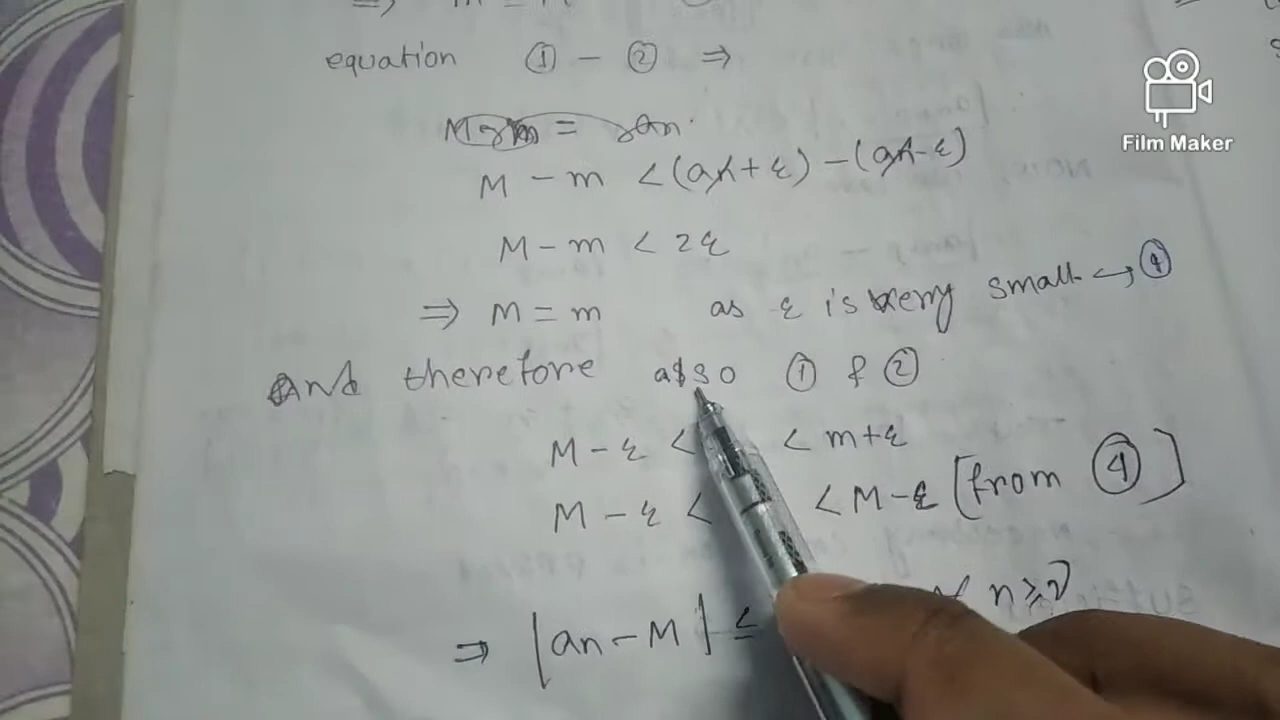 equation ① - ② ⇒
Film Maker
M - m < (an + ε) - (an - ε)
M - m < 2ε
⇒ M = m as ε is very small ↪ ④
And therefore also ① & ②
M - ε < < m + ε
M - ε < < M - ε [from ④]
⇒ |an - M| ≤ n ≥ ν